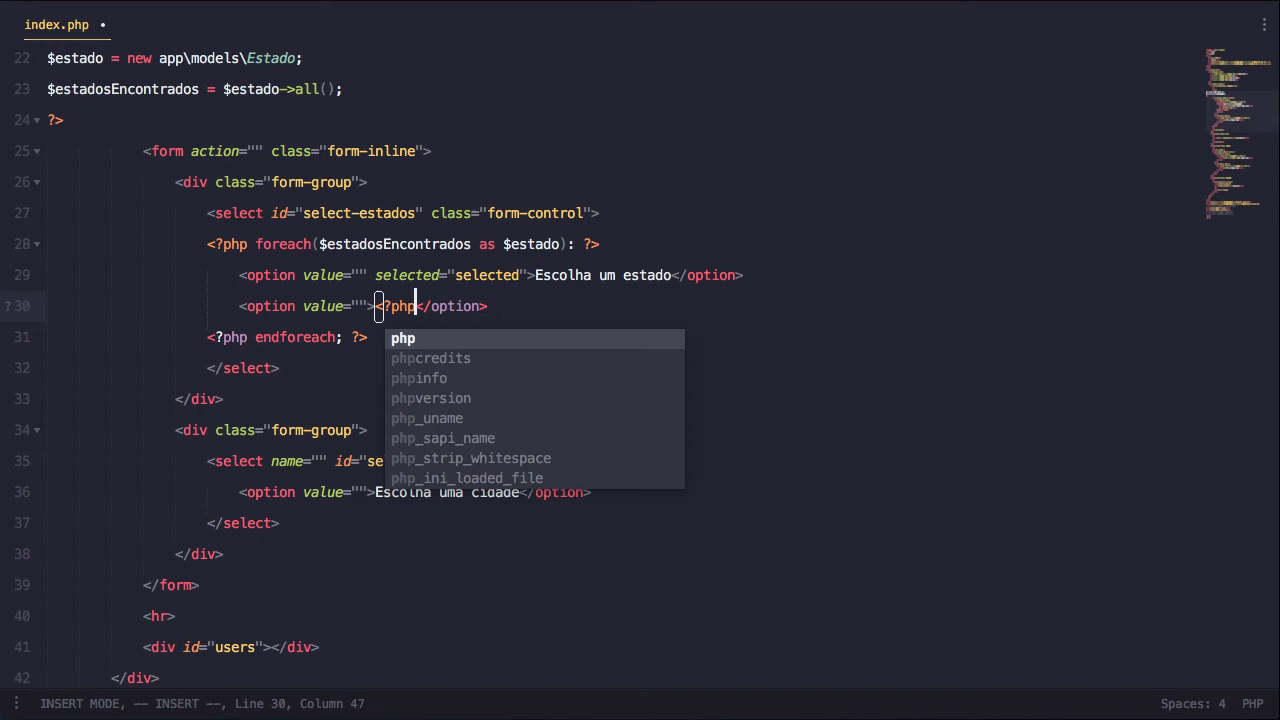 index.php •
22 $estado = new app\models\Estado;
23 $estadosEncontrados = $estado->all();
24 ?>
25 <form action="" class="form-inline">
26 <div class="form-group">
27 <select id="select-estados" class="form-control">
28 <?php foreach($estadosEncontrados as $estado): ?>
29 <option value="" selected="selected">Escolha um estado</option>
?30 <option value=""><?php</option>
31 <?php endforeach; ?>
php
32 </select>
phpcredits
phpinfo
33 </div>
phpversion
php_uname
34 <div class="form-group">
php_sapi_name
35 <select name="" id="se
php_strip_whitespace
php_ini_loaded_file
36 <option value="">Escolha uma cidade</option>
37 </select>
38 </div>
39 </form>
40 <hr>
41 <div id="users"></div>
42 </div>
INSERT MODE, -- INSERT --, Line 30, Column 47 Spaces: 4 PHP